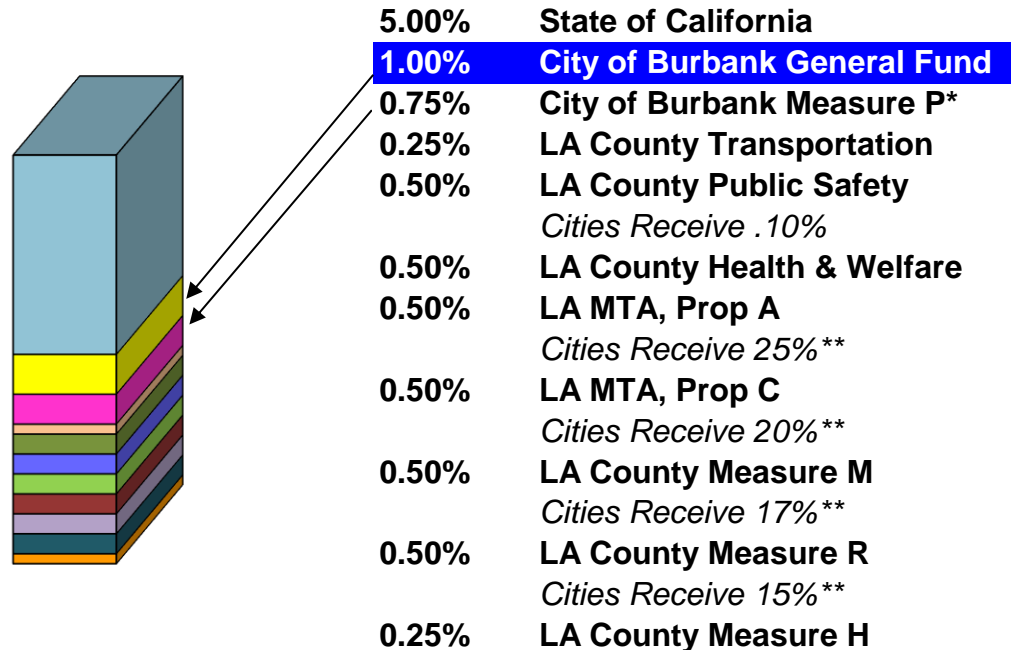 5.00% State of California
1.00% City of Burbank General Fund
0.75% City of Burbank Measure P*
0.25% LA County Transportation
0.50% LA County Public Safety
Cities Receive .10%
0.50% LA County Health & Welfare
0.50% LA MTA, Prop A
Cities Receive 25%**
0.50% LA MTA, Prop C
Cities Receive 20%**
0.50% LA County Measure M
Cities Receive 17%**
0.50% LA County Measure R
Cities Receive 15%**
0.25% LA County Measure H